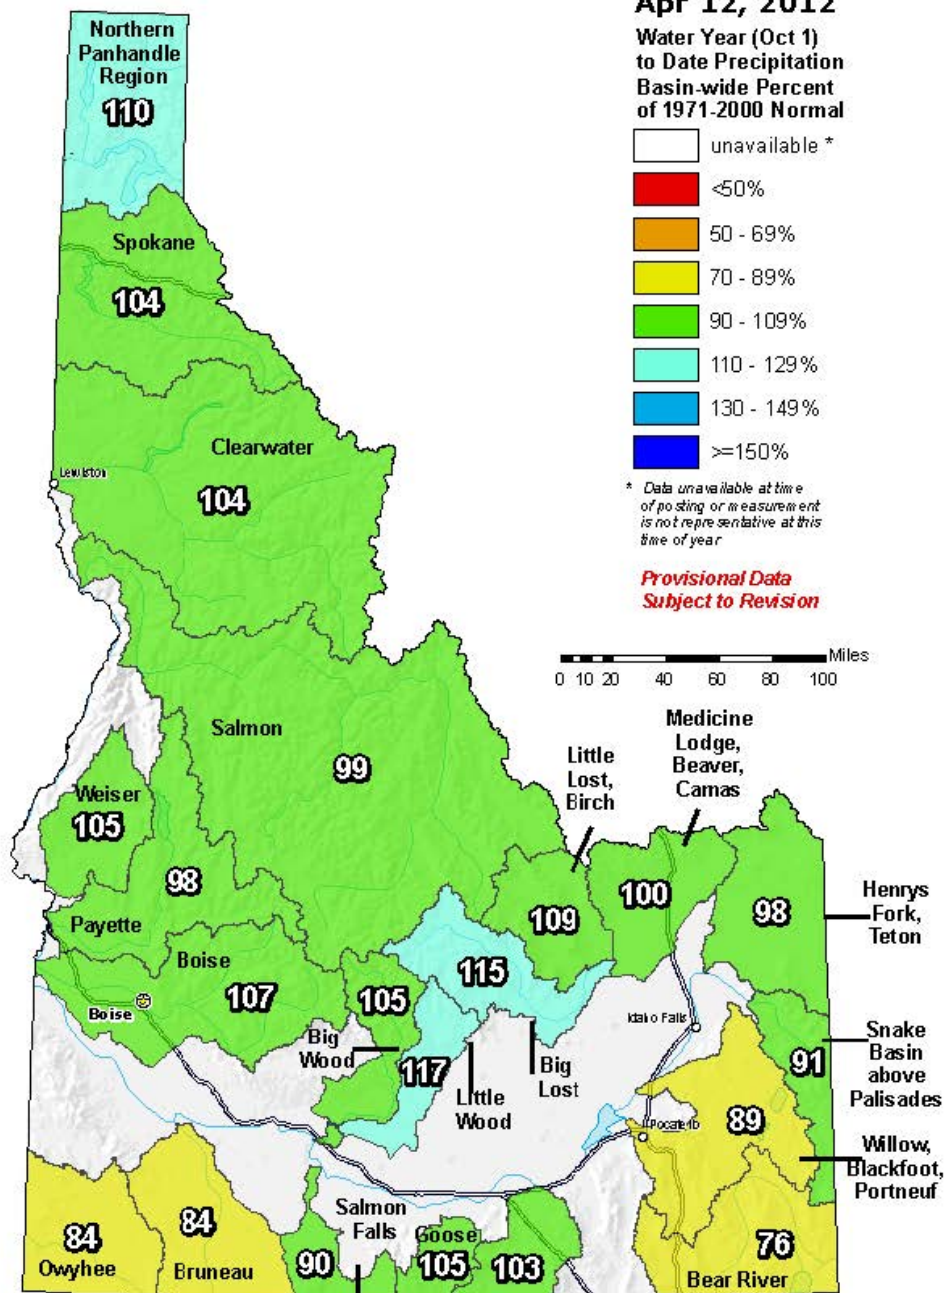 Apr 12, 2012
Water Year (Oct 1)
to Date Precipitation
Basin-wide Percent
of 1971-2000 Normal
unavailable *
<50%
50 - 69%
70 - 89%
90 - 109%
110 - 129%
130 - 149%
>=150%
* Data unavailable at time
of posting or measurement
is not representative at this
time of year
Provisional Data
Subject to Revision
Miles
0 10 20 40 60 80 100
Northern
Panhandle
Region
110
Spokane
104
Clearwater
104
Lewiston
Salmon
99
Weiser
105
98
Payette
Boise
107
Boise
Little
Lost,
Birch
109
Medicine
Lodge,
Beaver,
Camas
100
98
Henrys
Fork,
Teton
115
105
Big
Wood
117
Little
Wood
Big
Lost
Idaho Falls
91
Snake
Basin
above
Palisades
Pocatello
89
Willow,
Blackfoot,
Portneuf
84
Owyhee
84
Bruneau
Salmon
Falls
90
Goose
105
103
76
Bear River